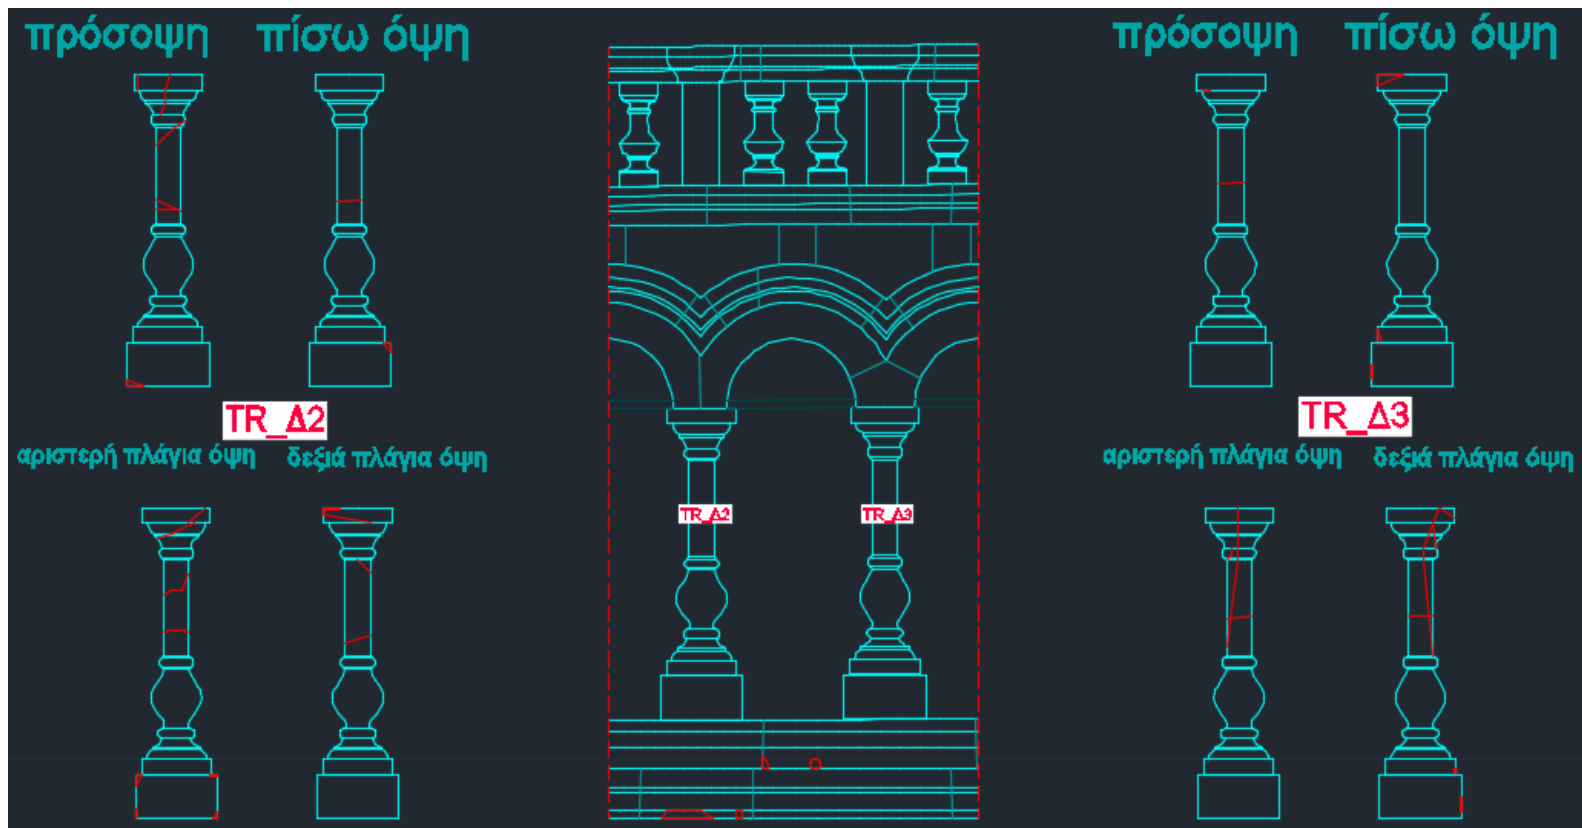 πρόσοψη πίσω όψη
TR_Δ2
αριστερή πλάγια όψη δεξιά πλάγια όψη
TR_Δ2 TR_Δ3
πρόσοψη πίσω όψη
TR_Δ3
αριστερή πλάγια όψη δεξιά πλάγια όψη